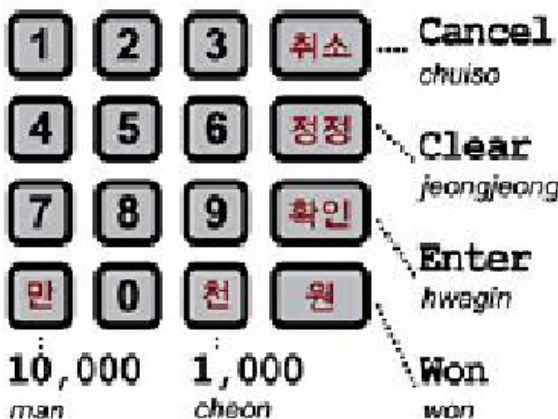 1 2 3 취소 Cancel
chuiso
4 5 6 정정 Clear
jeongjeong
7 8 9 확인 Enter
hwagin
만 0 천 원 Won
won
10,000 1,000
man cheon